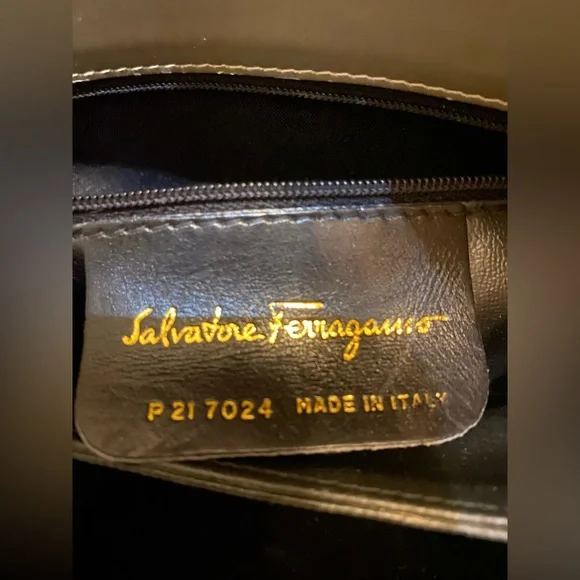 Salvatore Ferragamo
P 21 7024 MADE IN ITALY